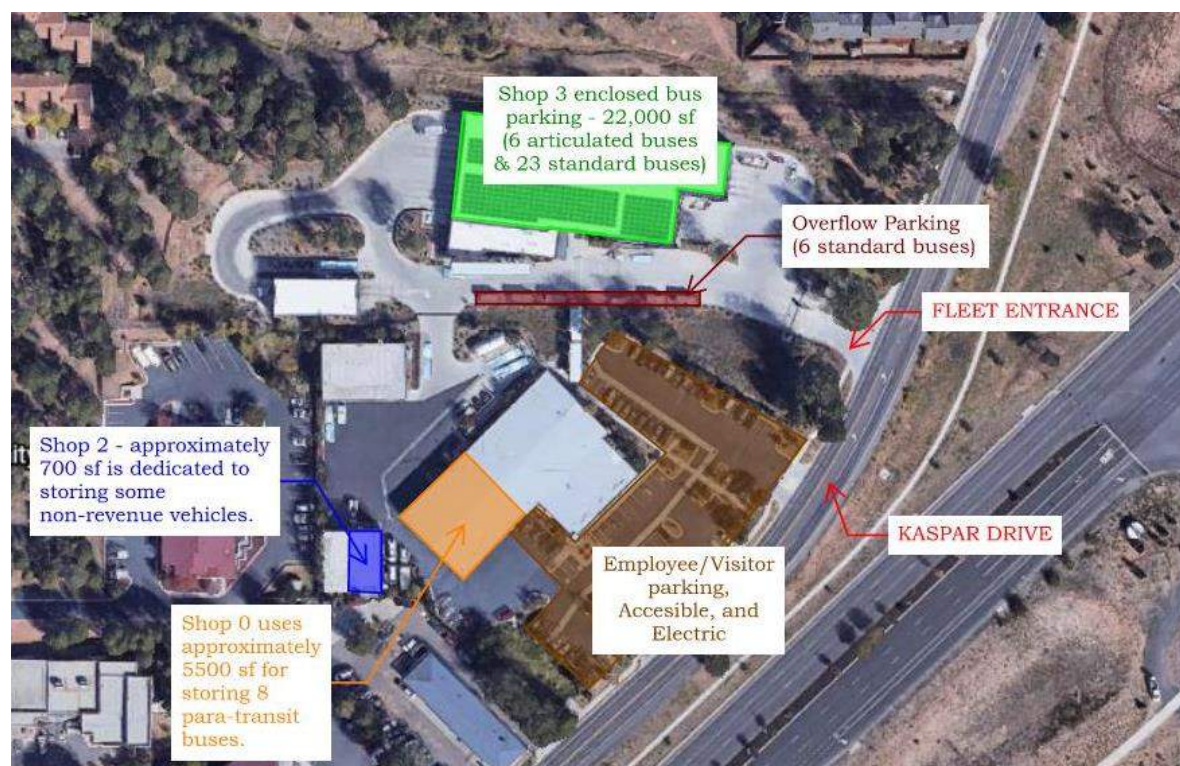 Shop 3 enclosed bus
parking - 22,000 sf
(6 articulated buses
& 23 standard buses)
Overflow Parking
(6 standard buses)
FLEET ENTRANCE
Shop 2 - approximately
700 sf is dedicated to
storing some
non-revenue vehicles.
KASPAR DRIVE
Employee/Visitor
parking,
Accesible, and
Electric
Shop 0 uses
approximately
5500 sf for
storing 8
para-transit
buses.